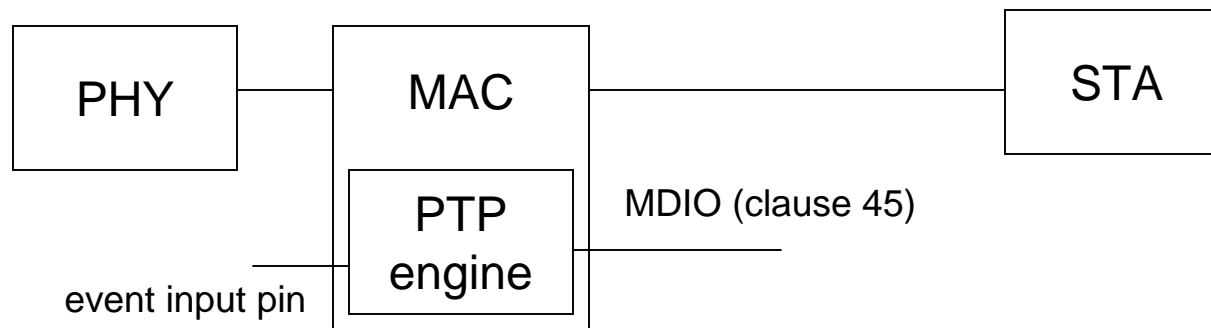 PHY
MAC
STA
PTP
engine
MDIO (clause 45)
event input pin